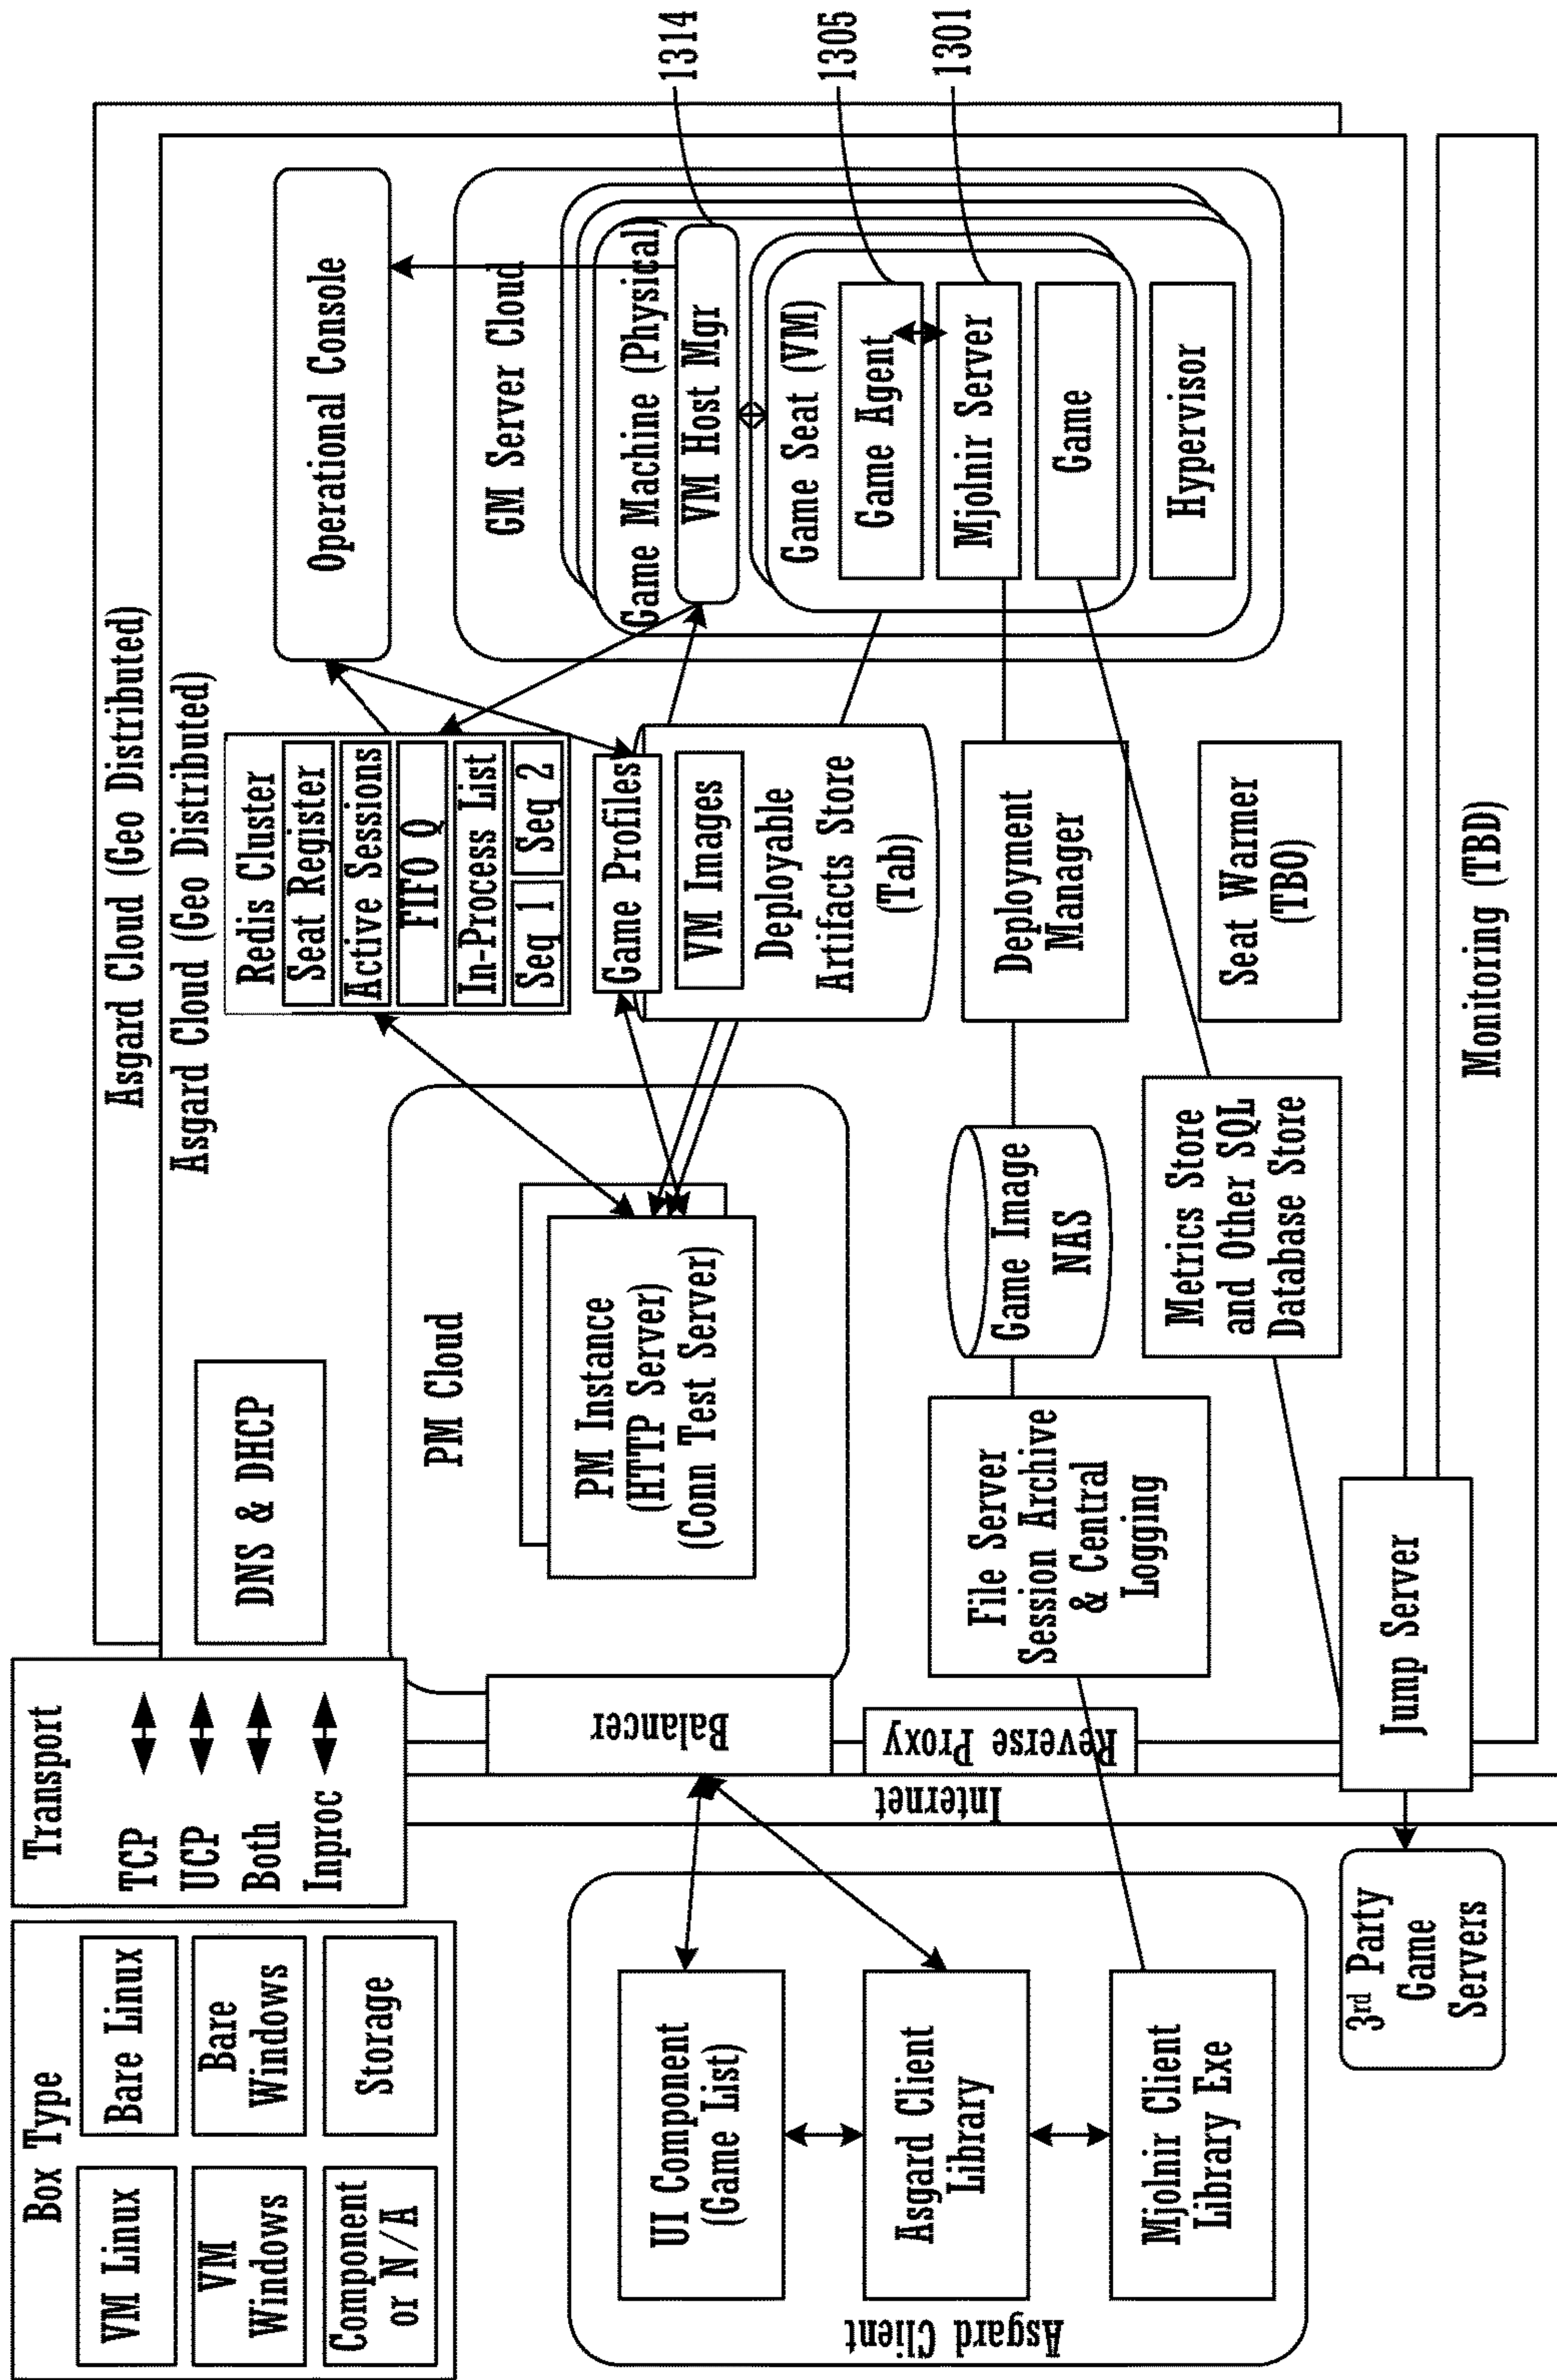 Box Type
VM Linux
Bare Linux
VM
Windows
Bare
Windows
Component
or N/A
Storage
Transport
TCP
UCP
Both
Inproc
Asgard Cloud (Geo Distributed)
Asgard Cloud (Geo Distributed)
DNS & DHCP
PM Cloud
PM Instance
(HTTP Server)
(Conn Test Server)
Balancer
Reverse Proxy
Internet
Asgard Client
UI Component
(Game List)
Asgard Client
Library
Mjolnir Client
Library Exe
3rd Party
Game
Servers
Jump Server
File Server
Session Archive
& Central
Logging
Game Image
NAS
Metrics Store
and Other SQL
Database Store
Redis Cluster
Seat Register
Active Sessions
FIFO Q
In-Process List
Seq 1
Seq 2
Game Profiles
VM Images
Deployable
Artifacts Store
(Tab)
Deployment
Manager
Seat Warmer
(TBO)
Operational Console
GM Server Cloud
Game Machine (Physical)
VM Host Mgr
Game Seat (VM)
Game Agent
Mjolnir Server
Game
Hypervisor
1314
1305
1301
Monitoring (TBD)